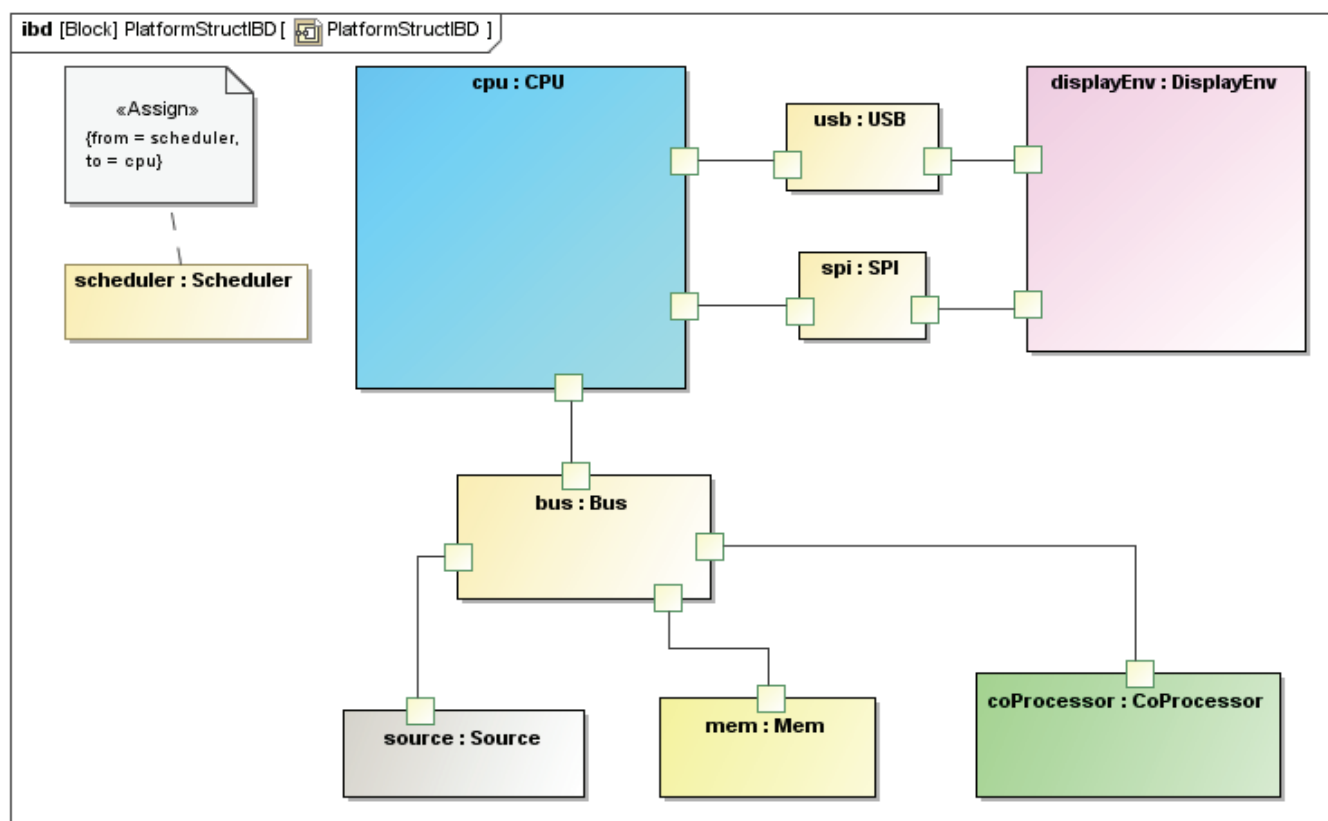 ibd [Block] PlatformStructIBD [ PlatformStructIBD ]
«Assign»
{from = scheduler,
to = cpu}
scheduler : Scheduler
cpu : CPU
usb : USB
displayEnv : DisplayEnv
spi : SPI
bus : Bus
source : Source
mem : Mem
coProcessor : CoProcessor